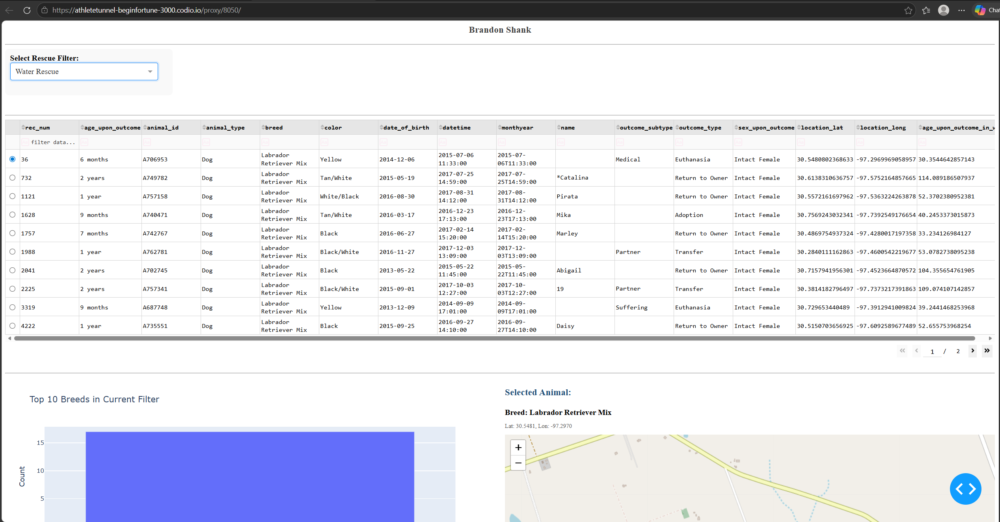 https://athletetunnel-beginfortune-3000.codio.io/proxy/8050/
Chat
Brandon Shank
Select Rescue Filter:
Water Rescue
rec_num age_upon_outcome animal_id animal_type breed color date_of_birth datetime monthyear name outcome_subtype outcome_type sex_upon_outcome location_lat location_long age_upon_outcome_in_w
Aa filter data... Aa Aa Aa Aa Aa Aa Aa Aa Aa Aa Aa Aa Aa Aa Aa
36 6 months A706953 Dog Labrador Retriever Mix Yellow 2014-12-06 2015-07-06 11:33:00 2015-07-06T11:33:00 Medical Euthanasia Intact Female 30.5480802368633 -97.2969969058957 30.3544642857143
732 2 years A749782 Dog Labrador Retriever Mix Tan/White 2015-05-19 2017-07-25 14:59:00 2017-07-25T14:59:00 *Catalina Return to Owner Intact Female 30.6138310636757 -97.5752164857665 114.089186507937
1121 1 year A757158 Dog Labrador Retriever Mix White/Black 2016-08-30 2017-08-31 14:12:00 2017-08-31T14:12:00 Pirata Return to Owner Intact Female 30.5572161697962 -97.5363224263878 52.3702380952381
1628 9 months A740471 Dog Labrador Retriever Mix Tan/White 2016-03-17 2016-12-23 17:13:00 2016-12-23T17:13:00 Mika Adoption Intact Female 30.7569243032341 -97.7392549176654 40.2453373015873
1757 7 months A742767 Dog Labrador Retriever Mix Black 2016-06-27 2017-02-14 15:20:00 2017-02-14T15:20:00 Marley Return to Owner Intact Female 30.4869754937324 -97.4280017197358 33.234126984127
1988 1 year A762781 Dog Labrador Retriever Mix Black/White 2016-11-27 2017-12-03 13:09:00 2017-12-03T13:09:00 Partner Transfer Intact Female 30.2840111162863 -97.4600542219677 53.0782738095238
2041 2 years A702745 Dog Labrador Retriever Mix Black 2013-05-22 2015-05-22 11:45:00 2015-05-22T11:45:00 Abigail Return to Owner Intact Female 30.7157941956301 -97.4523664870572 104.355654761905
2225 2 years A757341 Dog Labrador Retriever Mix Black/White 2015-09-01 2017-10-03 12:27:00 2017-10-03T12:27:00 19 Partner Transfer Intact Female 30.3814182796497 -97.7373217391863 109.074107142857
3319 9 months A687748 Dog Labrador Retriever Mix Yellow 2013-12-09 2014-09-09 17:01:00 2014-09-09T17:01:00 Suffering Euthanasia Intact Female 30.729653440489 -97.3912941009824 39.2441468253968
4222 1 year A735551 Dog Labrador Retriever Mix Black 2015-09-25 2016-09-27 14:10:00 2016-09-27T14:10:00 Daisy Return to Owner Intact Female 30.5150703656925 -97.6092589677489 52.655753968254
1 / 2
Top 10 Breeds in Current Filter
15
10
5
Count
Selected Animal:
Breed: Labrador Retriever Mix
Lat: 30.5481, Lon: -97.2970
+
−